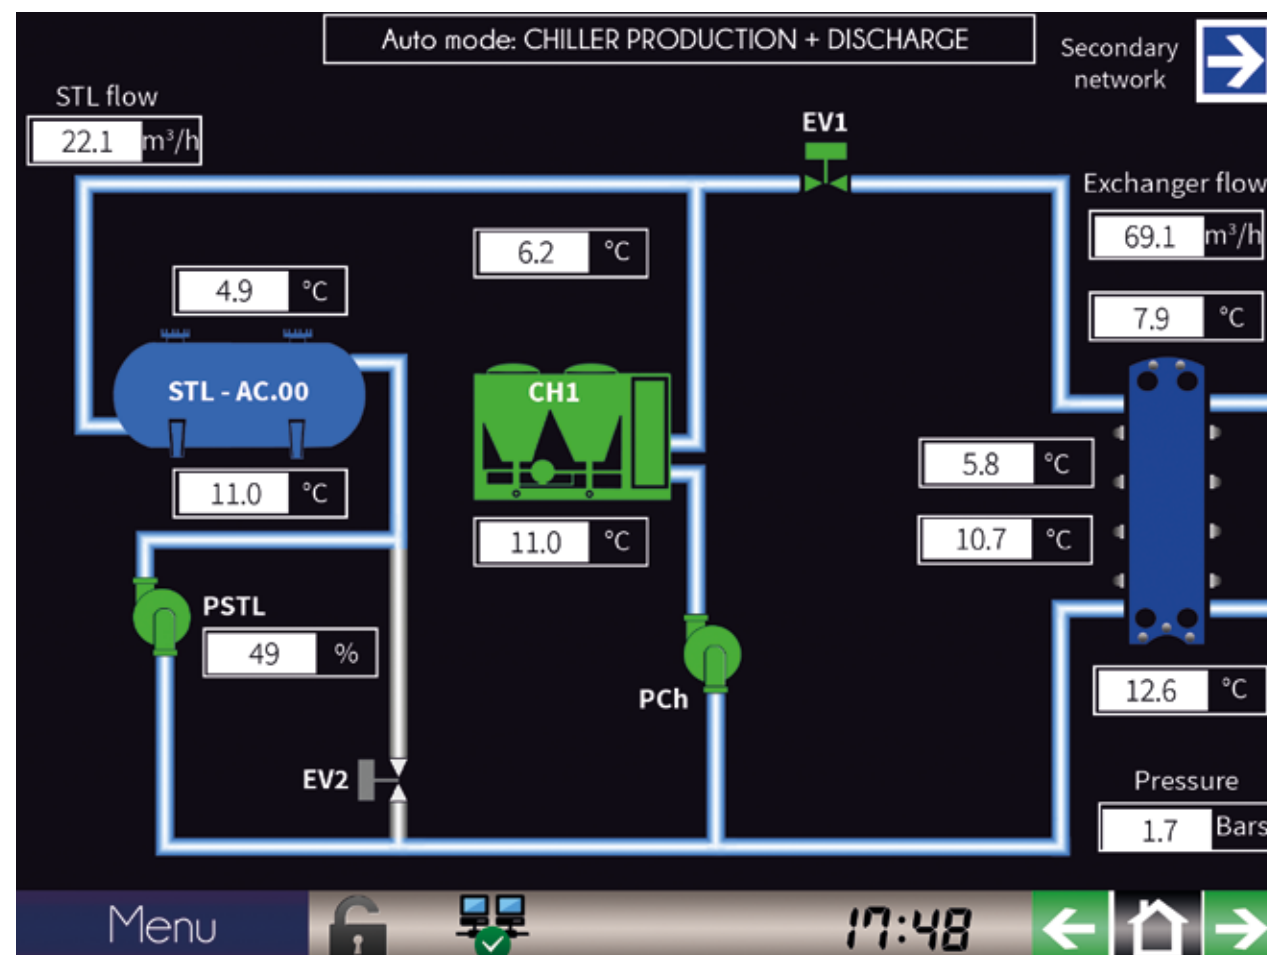 Auto mode: CHILLER PRODUCTION + DISCHARGE
Secondary
network
STL flow
22.1 m³/h
EV1
Exchanger flow
69.1 m³/h
6.2 °C
4.9 °C
7.9 °C
STL - AC.00
CH1
5.8 °C
11.0 °C
11.0 °C
10.7 °C
PSTL
49 %
PCh
12.6 °C
EV2
Pressure
1.7 Bars
Menu
17:48